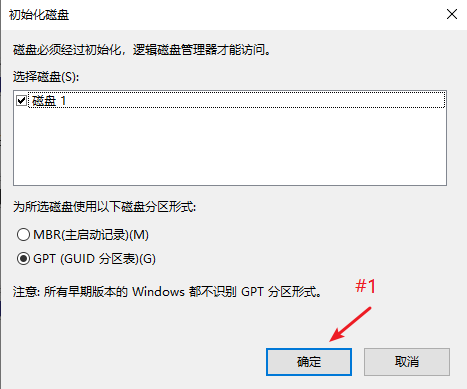 初始化磁盘
磁盘必须经过初始化，逻辑磁盘管理器才能访问。
选择磁盘(S):
磁盘 1
为所选磁盘使用以下磁盘分区形式:
MBR(主启动记录)(M)
GPT (GUID 分区表)(G)
注意: 所有早期版本的 Windows 都不识别 GPT 分区形式。
#1
确定
取消